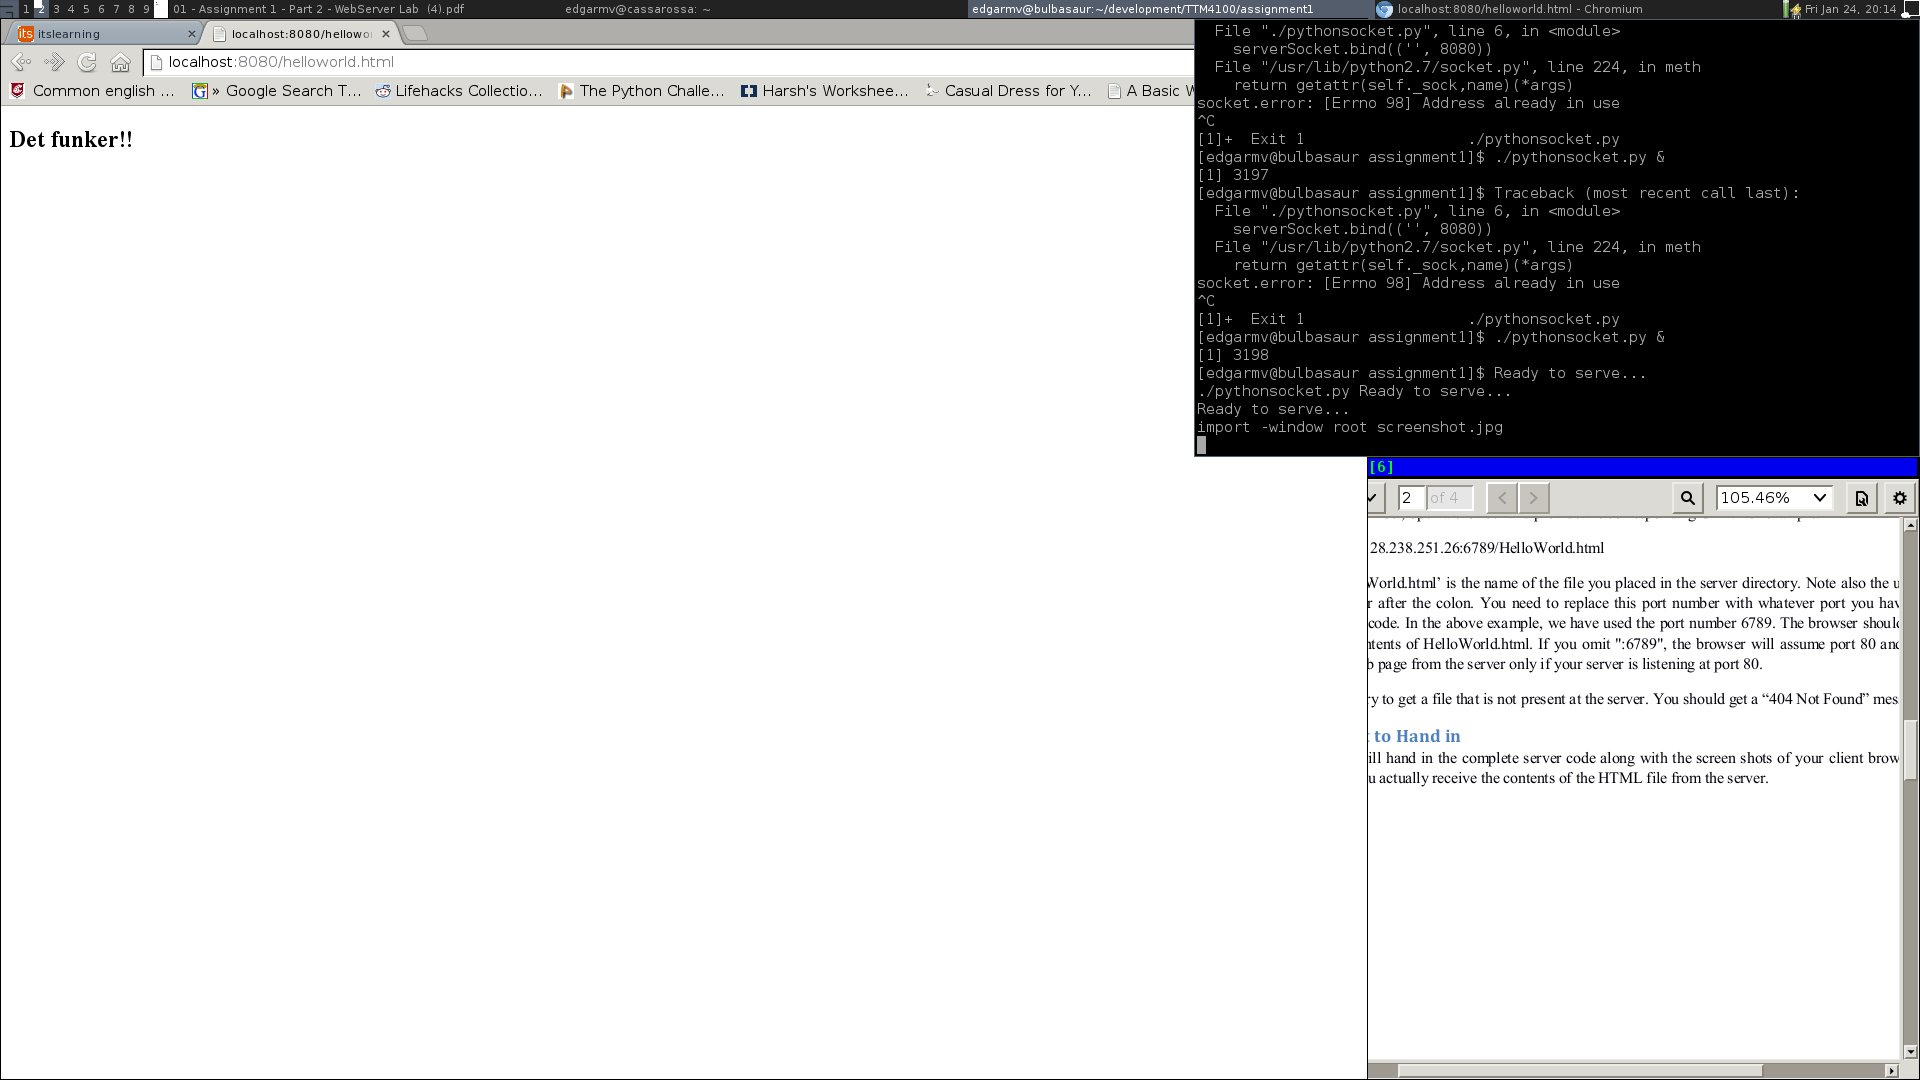 1 2 3 4 5 6 7 8 9 01 - Assignment 1 - Part 2 - WebServer Lab (4).pdf edgarmv@cassarossa: ~ edgarmv@bulbasaur:~/development/TTM4100/assignment1 localhost:8080/helloworld.html - Chromium Fri Jan 24, 20:14
its itslearning localhost:8080/hellowo
localhost:8080/helloworld.html
Common english ... » Google Search T... Lifehacks Collectio... The Python Challe... Harsh's Workshee... Casual Dress for Y... A Basic W
Det funker!!
File "./pythonsocket.py", line 6, in <module>
serverSocket.bind(('', 8080))
File "/usr/lib/python2.7/socket.py", line 224, in meth
return getattr(self._sock,name)(*args)
socket.error: [Errno 98] Address already in use
^C
[1]+  Exit 1                  ./pythonsocket.py
[edgarmv@bulbasaur assignment1]$ ./pythonsocket.py &
[1] 3197
[edgarmv@bulbasaur assignment1]$ Traceback (most recent call last):
File "./pythonsocket.py", line 6, in <module>
serverSocket.bind(('', 8080))
File "/usr/lib/python2.7/socket.py", line 224, in meth
return getattr(self._sock,name)(*args)
socket.error: [Errno 98] Address already in use
^C
[1]+  Exit 1                  ./pythonsocket.py
[edgarmv@bulbasaur assignment1]$ ./pythonsocket.py &
[1] 3198
[edgarmv@bulbasaur assignment1]$ Ready to serve...
./pythonsocket.py Ready to serve...
Ready to serve...
import -window root screenshot.jpg
[6]
2 of 4 105.46%
28.238.251.26:6789/HelloWorld.html
World.html’ is the name of the file you placed in the server directory. Note also the u
r after the colon. You need to replace this port number with whatever port you hav
code. In the above example, we have used the port number 6789. The browser shoul
ntents of HelloWorld.html. If you omit ":6789", the browser will assume port 80 and
b page from the server only if your server is listening at port 80.
ry to get a file that is not present at the server. You should get a “404 Not Found” mes
t to Hand in
ill hand in the complete server code along with the screen shots of your client brow
u actually receive the contents of the HTML file from the server.